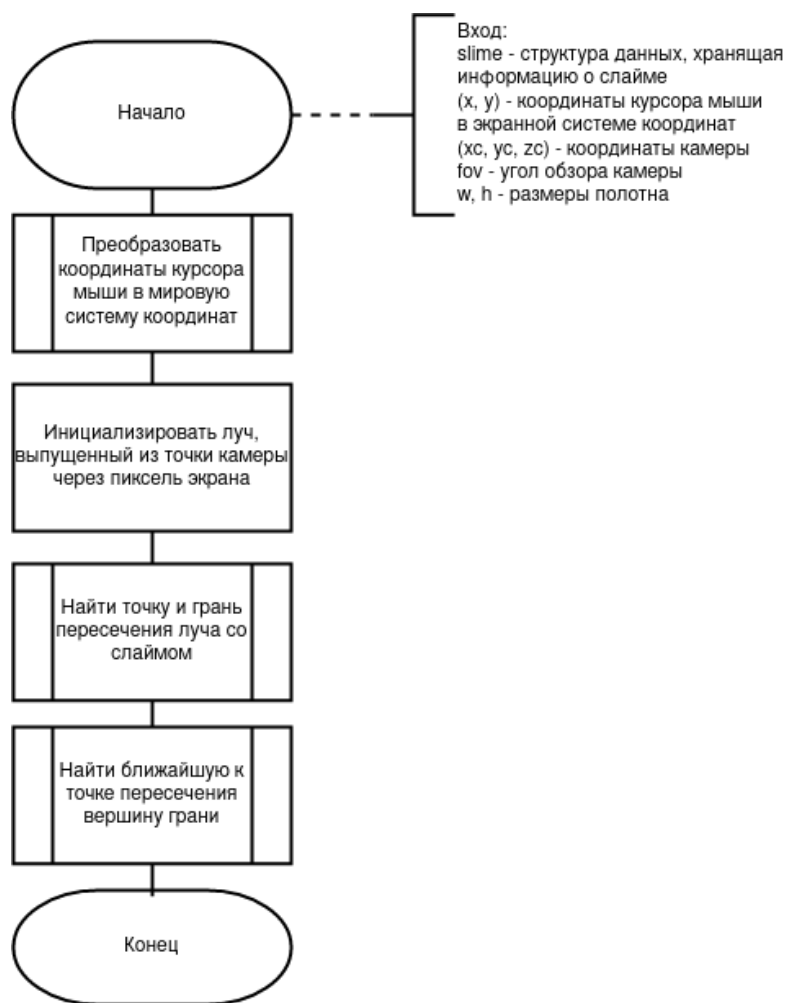 Начало
Вход:
slime - структура данных, хранящая
информацию о слайме
(x, y) - координаты курсора мыши
в экранной системе координат
(xc, yc, zc) - координаты камеры
fov - угол обзора камеры
w, h - размеры полотна
Преобразовать
координаты курсора
мыши в мировую
систему координат
Инициализировать луч,
выпущенный из точки камеры
через пиксель экрана
Найти точку и грань
пересечения луча со
слаймом
Найти ближайшую к
точке пересечения
вершину грани
Конец